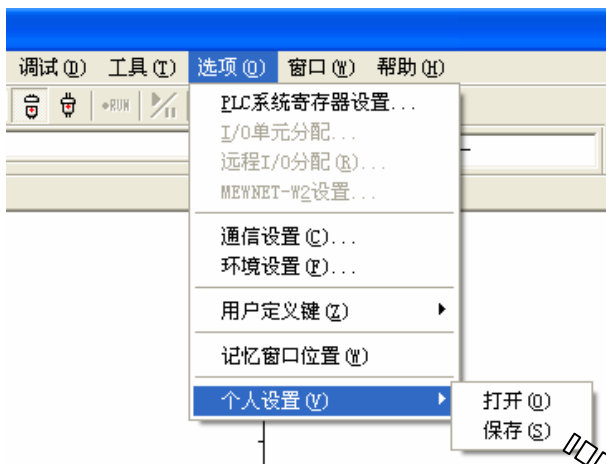 调试(D) 工具(T) 选项(O) 窗口(W) 帮助(H)
RUN
PLC系统寄存器设置...
I/O单元分配...
远程I/O分配(R)...
MEWNET-W2设置...
通信设置(C)...
环境设置(F)...
用户定义键(Z)
记忆窗口位置(W)
个人设置(V)
打开(O)
保存(S)